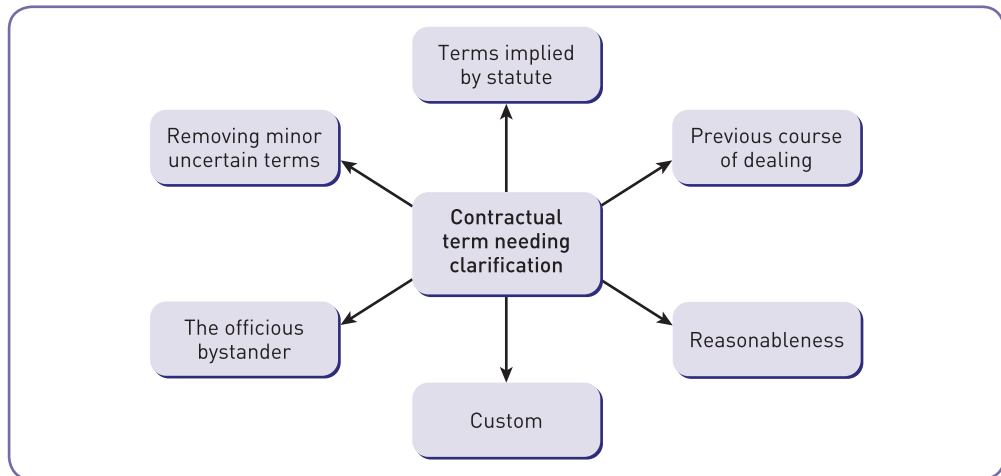 Terms implied
by statute
Removing minor
uncertain terms
Previous course
of dealing
Contractual
term needing
clarification
The officious
bystander
Reasonableness
Custom